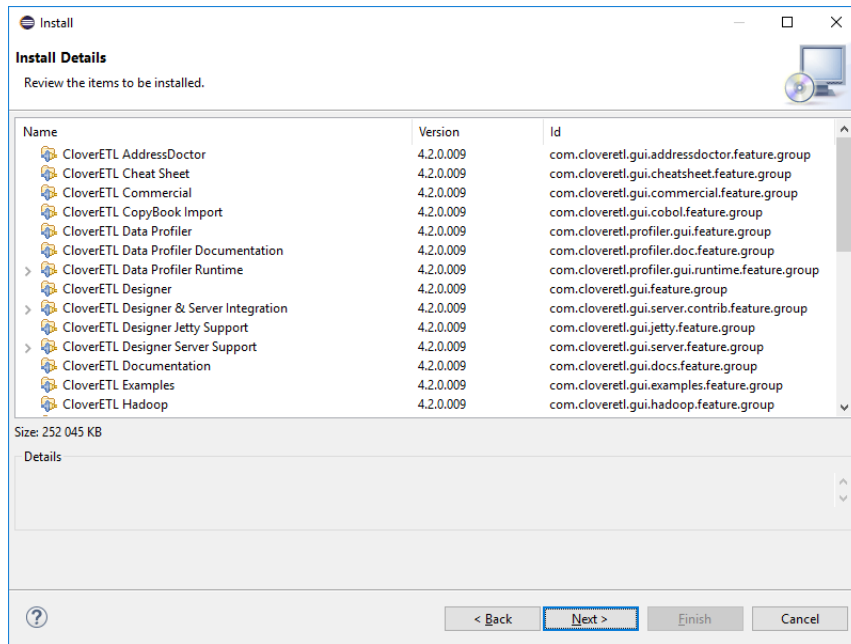 Install
Install Details
Review the items to be installed.
Name Version Id
CloverETL AddressDoctor 4.2.0.009 com.cloveretl.gui.addressdoctor.feature.group
CloverETL Cheat Sheet 4.2.0.009 com.cloveretl.gui.cheatsheet.feature.group
CloverETL Commercial 4.2.0.009 com.cloveretl.gui.commercial.feature.group
CloverETL CopyBook Import 4.2.0.009 com.cloveretl.gui.cobol.feature.group
CloverETL Data Profiler 4.2.0.009 com.cloveretl.profiler.gui.feature.group
CloverETL Data Profiler Documentation 4.2.0.009 com.cloveretl.profiler.doc.feature.group
CloverETL Data Profiler Runtime 4.2.0.009 com.cloveretl.profiler.gui.runtime.feature.group
CloverETL Designer 4.2.0.009 com.cloveretl.gui.feature.group
CloverETL Designer & Server Integration 4.2.0.009 com.cloveretl.gui.server.contrib.feature.group
CloverETL Designer Jetty Support 4.2.0.009 com.cloveretl.gui.jetty.feature.group
CloverETL Designer Server Support 4.2.0.009 com.cloveretl.gui.server.feature.group
CloverETL Documentation 4.2.0.009 com.cloveretl.gui.docs.feature.group
CloverETL Examples 4.2.0.009 com.cloveretl.gui.examples.feature.group
CloverETL Hadoop 4.2.0.009 com.cloveretl.gui.hadoop.feature.group
Size: 252 045 KB
Details
? < Back Next > Finish Cancel